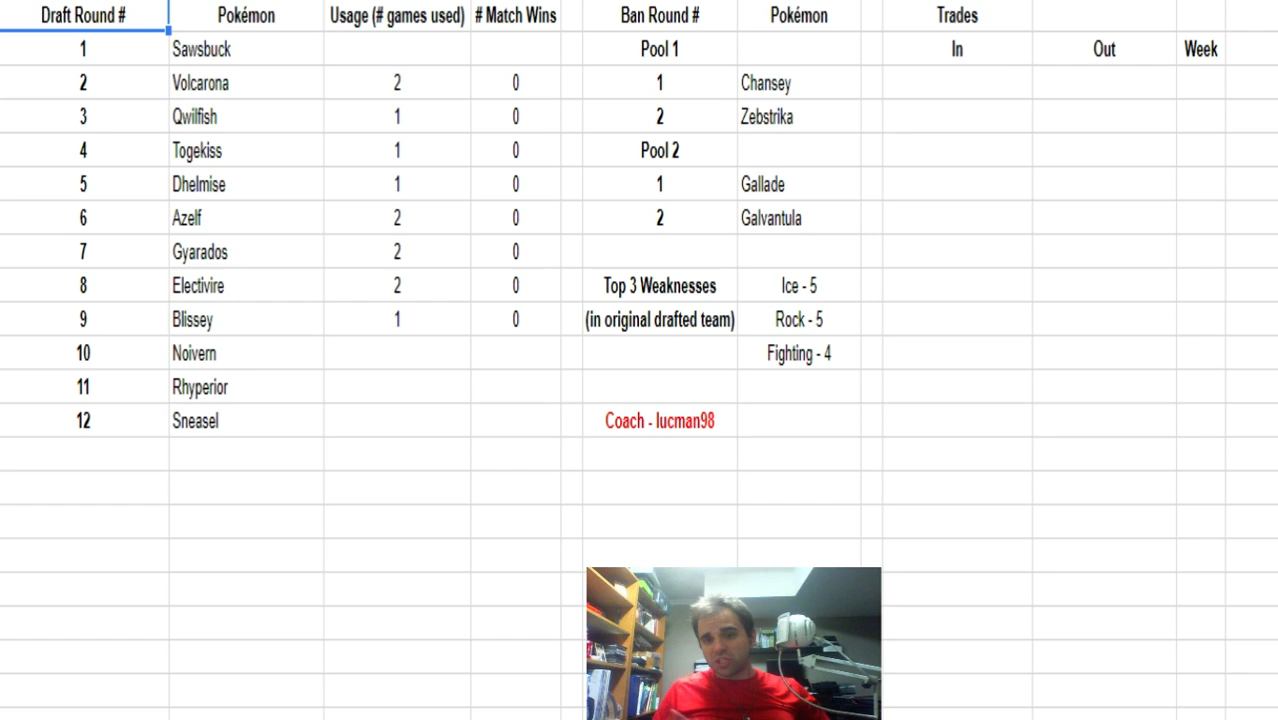 Draft Round # Pokémon Usage (# games used) # Match Wins Ban Round # Pokémon Trades
1 Sawsbuck Pool 1 In Out Week
2 Volcarona 2 0 1 Chansey
3 Qwilfish 1 0 2 Zebstrika
4 Togekiss 1 0 Pool 2
5 Dhelmise 1 0 1 Gallade
6 Azelf 2 0 2 Galvantula
7 Gyarados 2 0
8 Electivire 2 0 Top 3 Weaknesses Ice - 5
9 Blissey 1 0 (in original drafted team) Rock - 5
10 Noivern Fighting - 4
11 Rhyperior
12 Sneasel Coach - lucman98